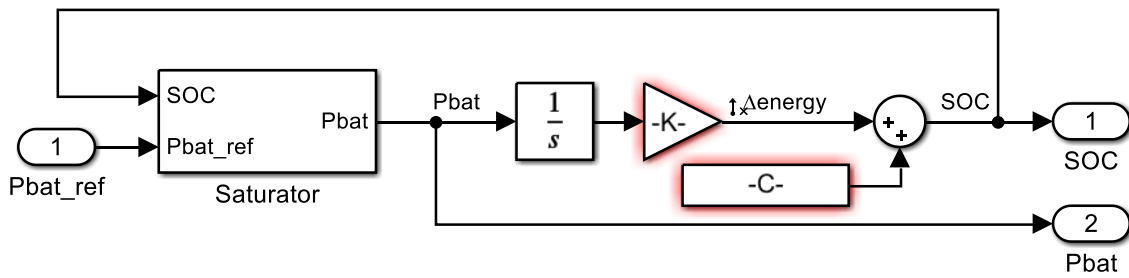 SOC
Pbat_ref
Pbat
Saturator
1
Pbat_ref
Pbat
1
s
-K-
Δenergy
-C-
SOC
1
SOC
2
Pbat